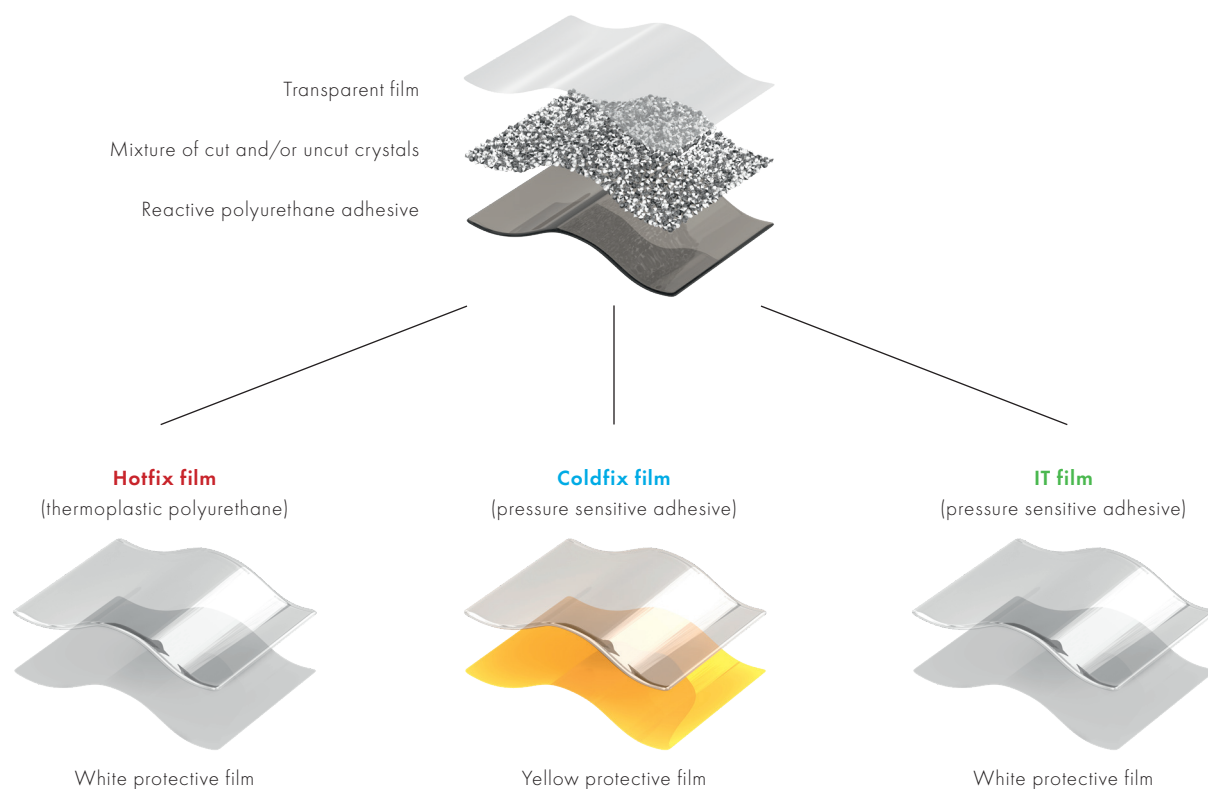 Transparent film
Mixture of cut and/or uncut crystals
Reactive polyurethane adhesive
Hotfix film
(thermoplastic polyurethane)
Coldfix film
(pressure sensitive adhesive)
IT film
(pressure sensitive adhesive)
White protective film
Yellow protective film
White protective film